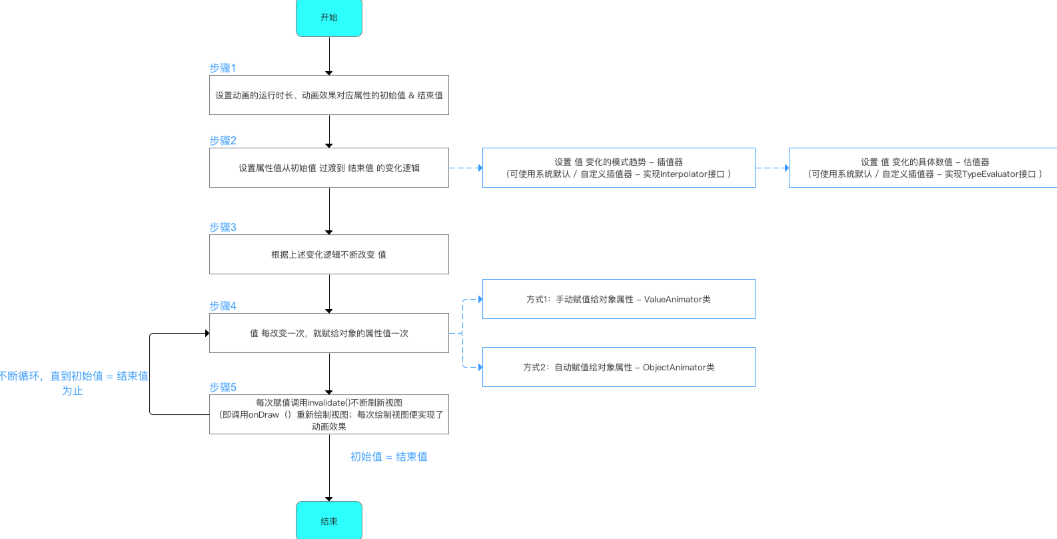 开始
步骤1
设置动画的运行时长、动画效果对应属性的初始值 & 结束值
步骤2
设置属性值从初始值 过渡到 结束值 的变化逻辑
设置 值 变化的模式趋势 – 插值器
（可使用系统默认 / 自定义插值器 – 实现Interpolator接口 ）
设置 值 变化的具体数值 – 估值器
（可使用系统默认 / 自定义插值器 – 实现TypeEvaluator接口 ）
步骤3
根据上述变化逻辑不断改变 值
步骤4
值 每改变一次，就赋给对象的属性值一次
方式1：手动赋值给对象属性 – ValueAnimator类
方式2：自动赋值给对象属性 – ObjectAnimator类
不断循环，直到初始值 = 结束值
为止
步骤5
每次赋值调用invalidate()不断刷新视图
（即调用onDraw（）重新绘制视图；每次绘制视图便实现了
动画效果
初始值 = 结束值
结束